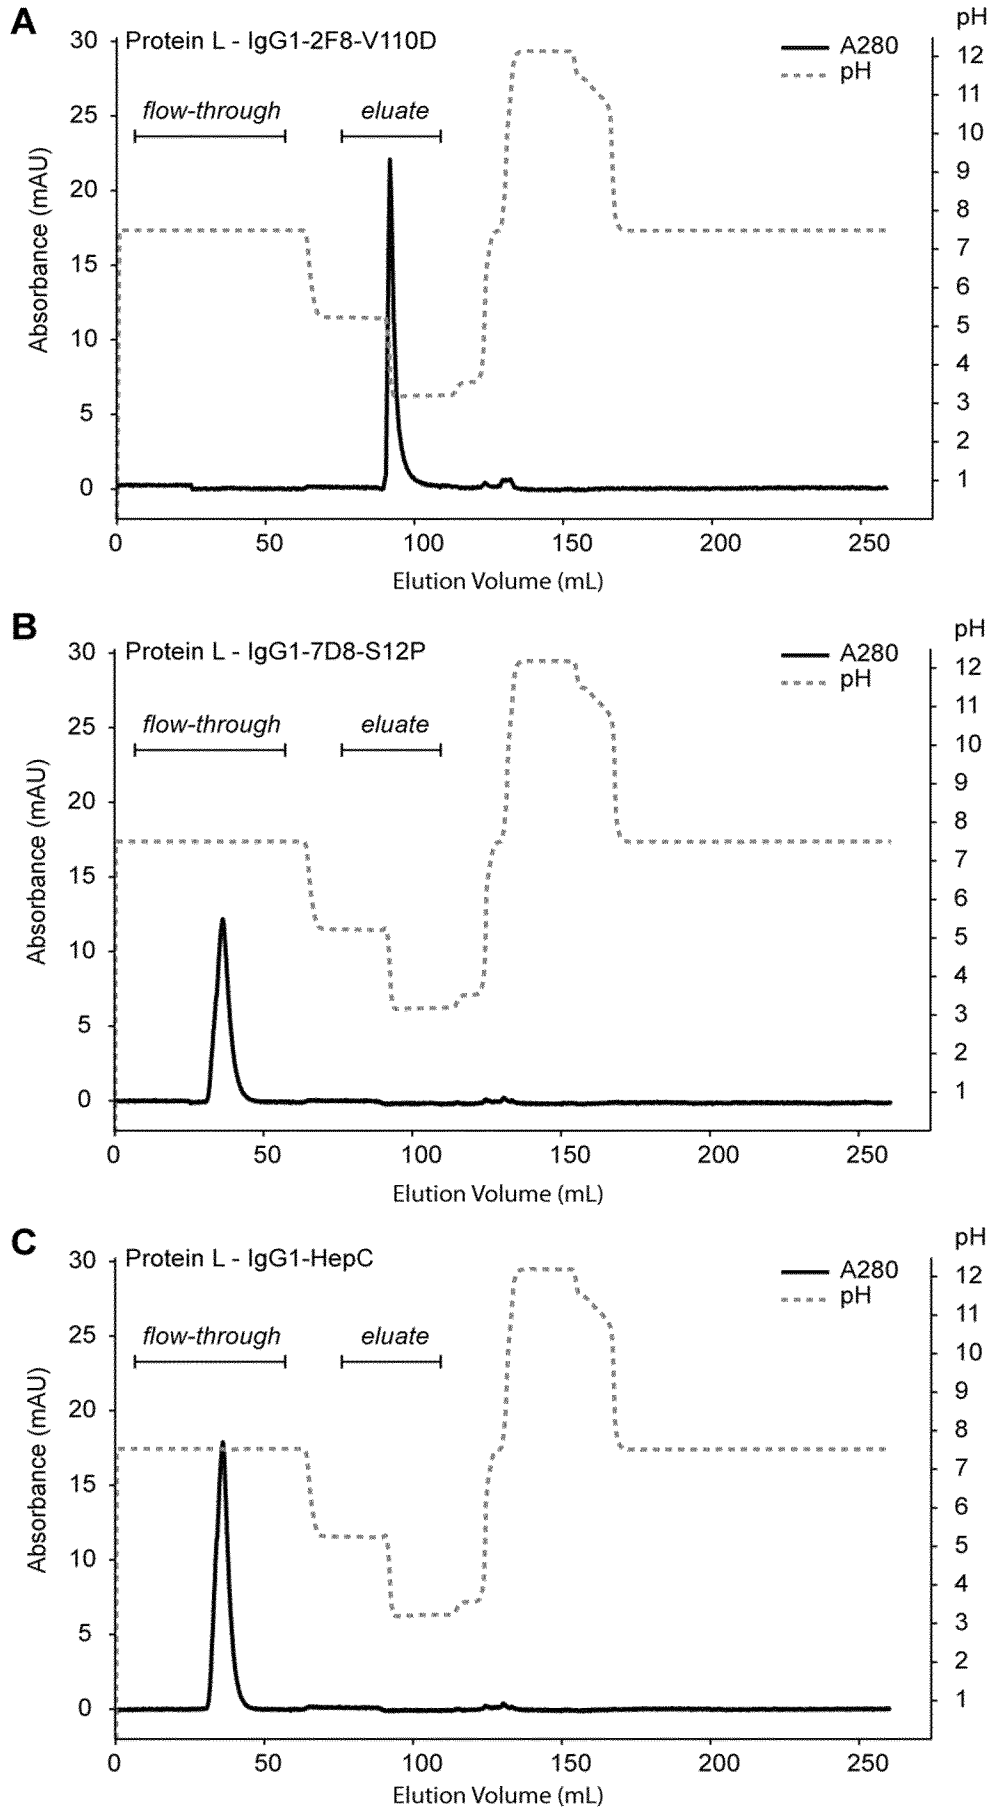 A
Protein L - IgG1-2F8-V110D
A280
pH
flow-through
eluate
Absorbance (mAU)
30
25
20
15
10
5
0
pH
12
11
10
9
8
7
6
5
4
3
2
1
0 50 100 150 200 250
Elution Volume (mL)
B
Protein L - IgG1-7D8-S12P
A280
pH
flow-through
eluate
Absorbance (mAU)
30
25
20
15
10
5
0
pH
12
11
10
9
8
7
6
5
4
3
2
1
0 50 100 150 200 250
Elution Volume (mL)
C
Protein L - IgG1-HepC
A280
pH
flow-through
eluate
Absorbance (mAU)
30
25
20
15
10
5
0
pH
12
11
10
9
8
7
6
5
4
3
2
1
0 50 100 150 200 250
Elution Volume (mL)